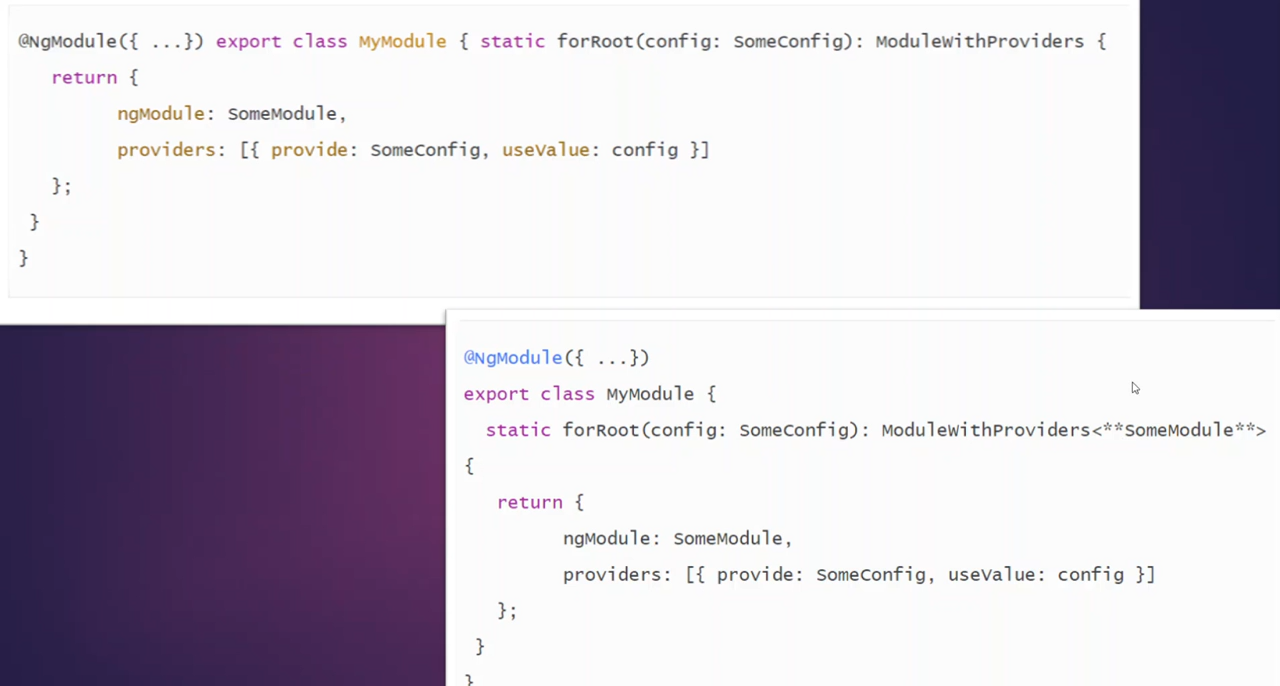 @NgModule({ ...}) export class MyModule { static forRoot(config: SomeConfig): ModuleWithProviders {
return {
ngModule: SomeModule,
providers: [{ provide: SomeConfig, useValue: config }]
};
}
}
@NgModule({ ...})
export class MyModule {
static forRoot(config: SomeConfig): ModuleWithProviders<**SomeModule**>
{
return {
ngModule: SomeModule,
providers: [{ provide: SomeConfig, useValue: config }]
};
}
}